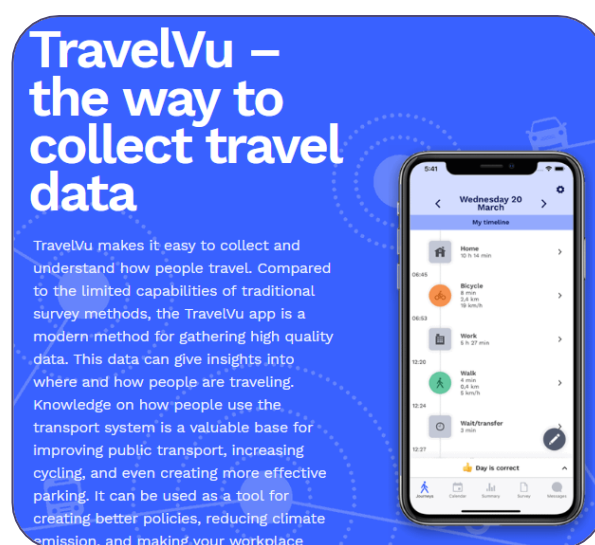 TravelVu –
the way to
collect travel
data
TravelVu makes it easy to collect and
understand how people travel. Compared
to the limited capabilities of traditional
survey methods, the TravelVu app is a
modern method for gathering high quality
data. This data can give insights into
where and how people are traveling.
Knowledge on how people use the
transport system is a valuable base for
improving public transport, increasing
cycling, and even creating more effective
parking. It can be used as a tool for
creating better policies, reducing climate
emission, and making your workplace
5:41
Wednesday 20
March
My timeline
Home
10 h 14 min
06:45
Bicycle
8 min
2,4 km
18 km/h
06:53
Work
5 h 27 min
12:20
Walk
4 min
0,4 km
5 km/h
12:24
Wait/transfer
3 min
12:27
👍 Day is correct
Journeys
Calendar
Summary
Survey
Messages